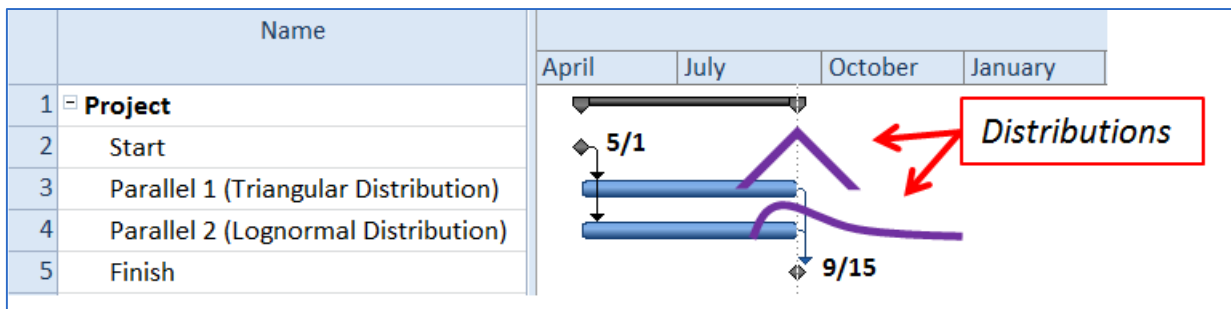 Name
April July October January
1 Project
2 Start 5/1
3 Parallel 1 (Triangular Distribution)
4 Parallel 2 (Lognormal Distribution)
5 Finish 9/15
Distributions